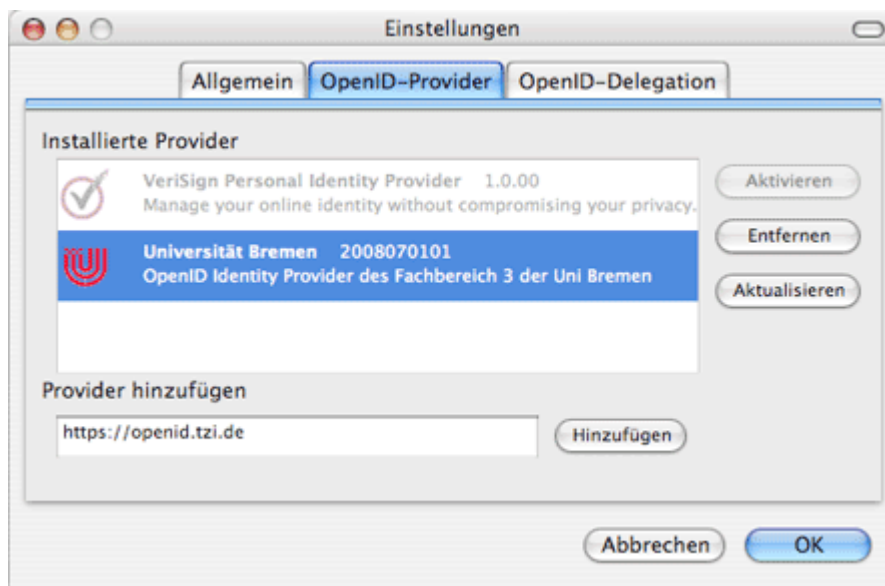 Einstellungen
Allgemein
OpenID-Provider
OpenID-Delegation
Installierte Provider
VeriSign Personal Identity Provider 1.0.00
Manage your online identity without compromising your privacy.
Aktivieren
Universität Bremen 2008070101
OpenID Identity Provider des Fachbereich 3 der Uni Bremen
Entfernen
Aktualisieren
Provider hinzufügen
https://openid.tzi.de
Hinzufügen
Abbrechen
OK